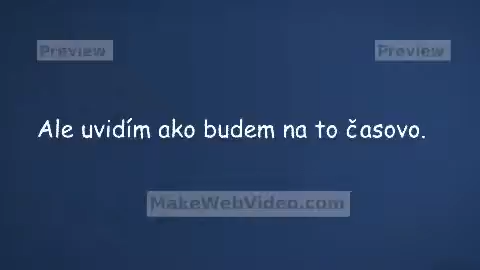 Preview Preview
Ale uvidím ako budem na to časovo.
MakeWebVideo.com